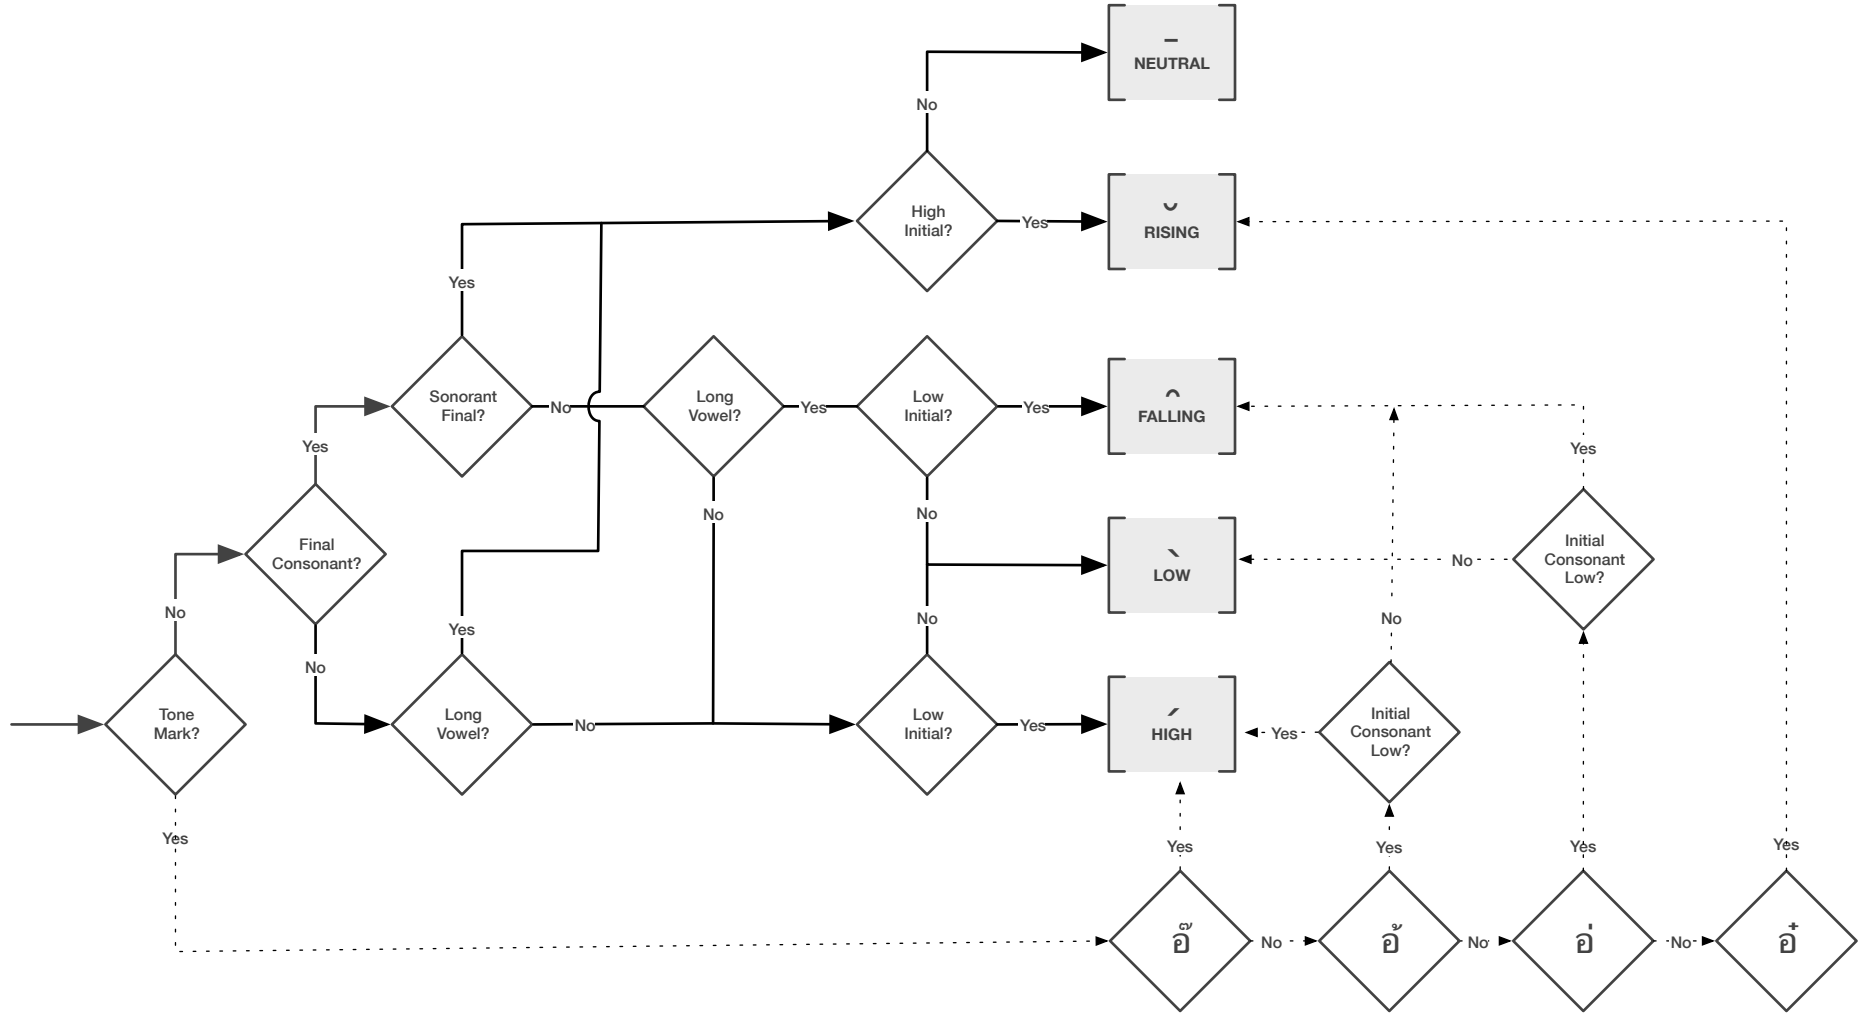 –
NEUTRAL
No
High
Initial?
Yes
˘
RISING
Yes
Sonorant
Final?
No
Long
Vowel?
Yes
Low
Initial?
Yes
FALLING
Yes
Yes
Final
Consonant?
No
No
Initial
Consonant
Low?
No
ˋ
LOW
No
Yes
No
No
No
Tone
Mark?
Long
Vowel?
No
Low
Initial?
Yes
ˊ
HIGH
Yes
Initial
Consonant
Low?
Yes
Yes
Yes
Yes
Yes
อ๊
No
อ้
No
อ่
No
อ๋